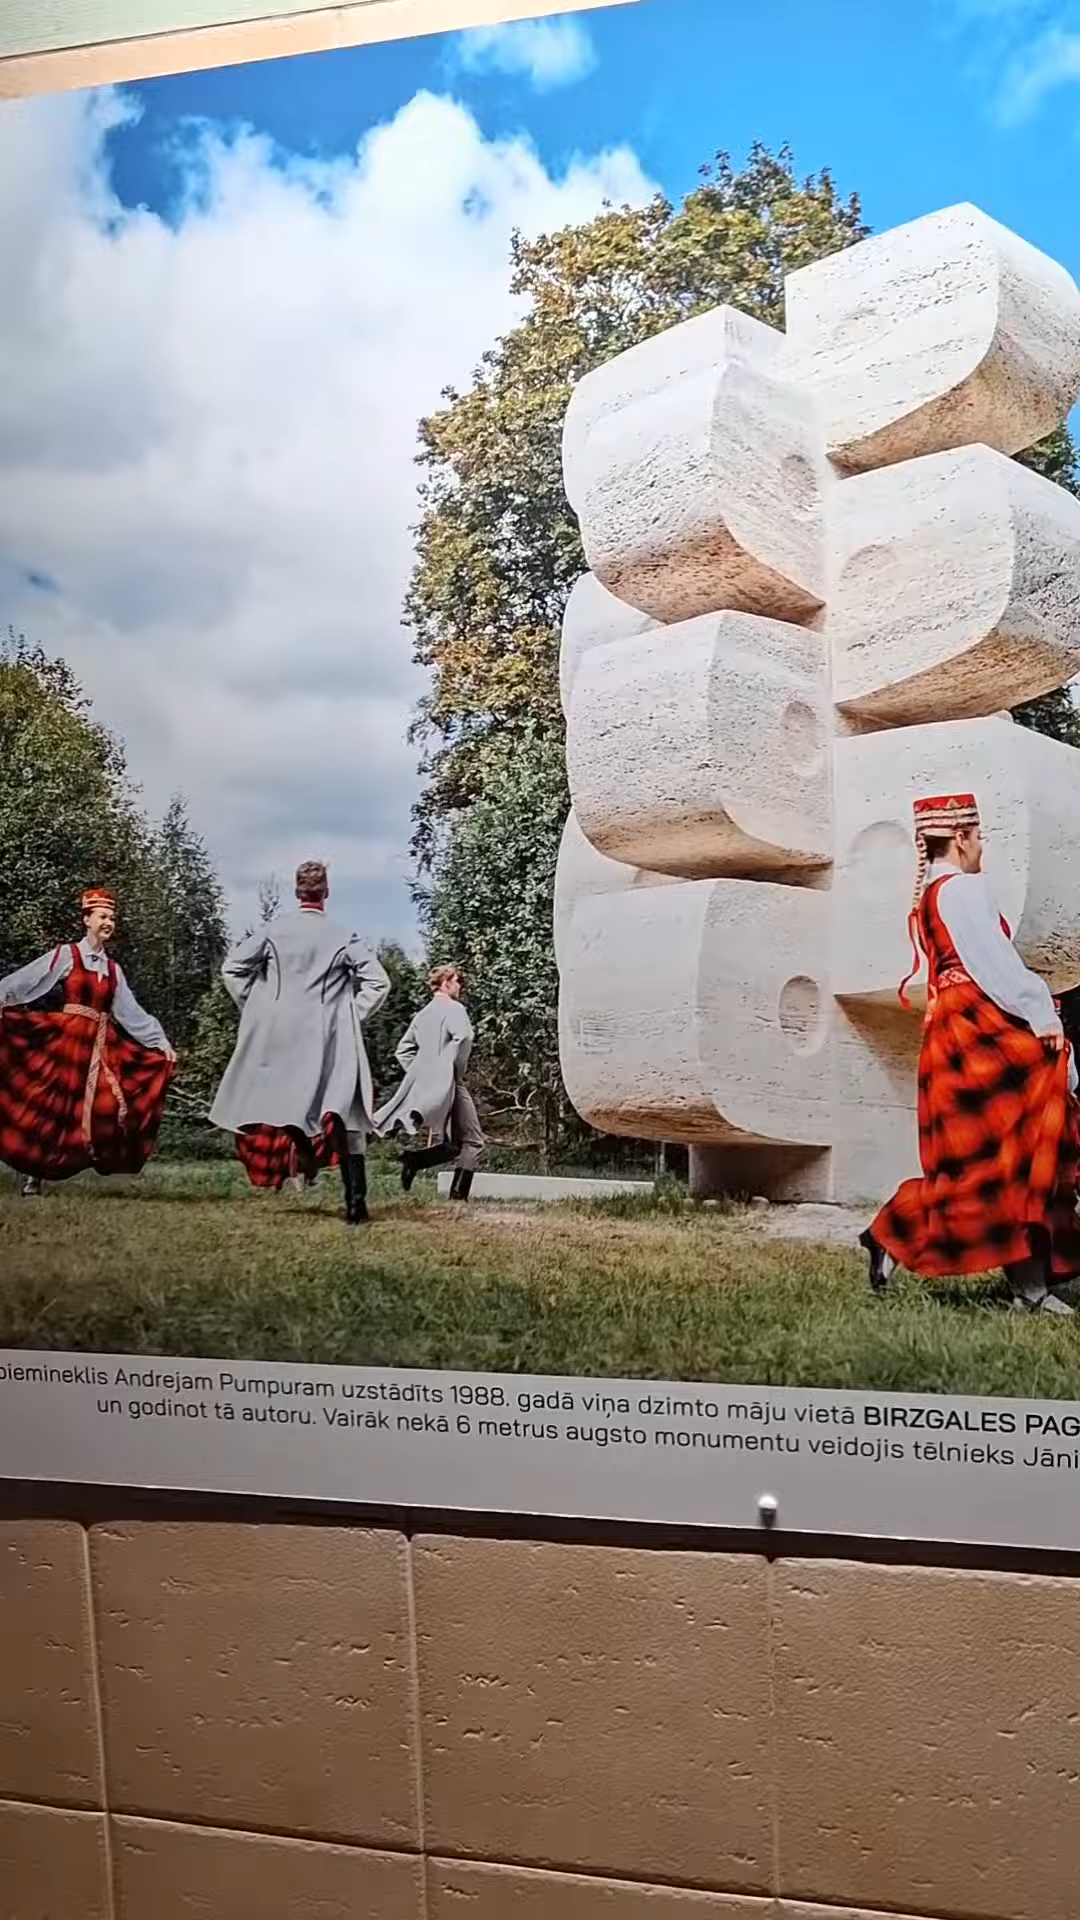 piemineklis Andrejam Pumpuram uzstādīts 1988. gadā viņa dzimto māju vietā BIRZGALES PAG
un godinot tā autoru. Vairāk nekā 6 metrus augsto monumentu veidojis tēlnieks Jāni